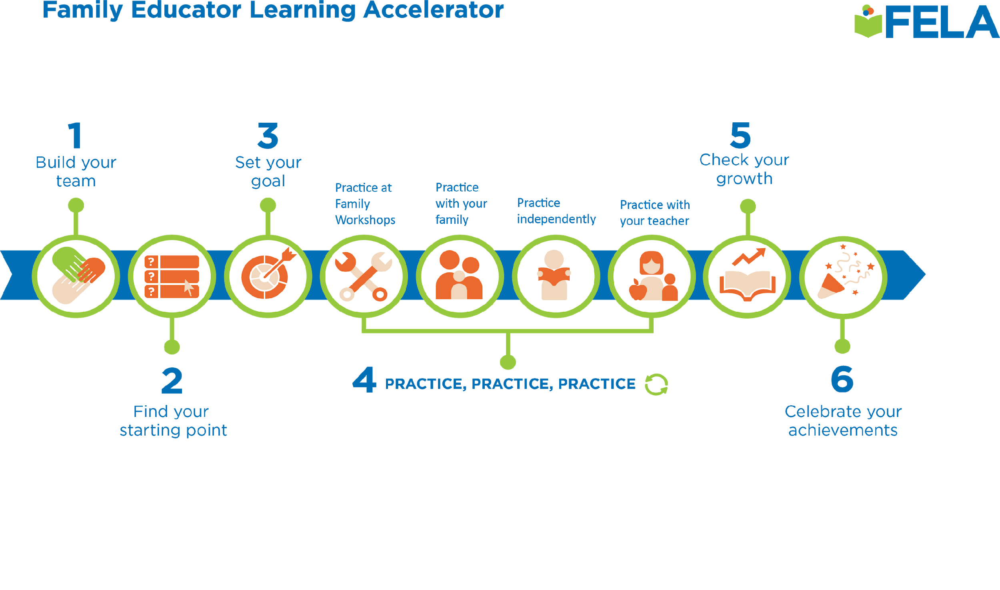 Family Educator Learning Accelerator
FELA
1
Build your
team
3
Set your
goal
Practice at
Family
Workshops
Practice
with your
family
Practice
independently
Practice with
your teacher
5
Check your
growth
?
?
?
2
Find your
starting point
4 PRACTICE, PRACTICE, PRACTICE
6
Celebrate your
achievements